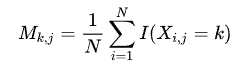 M_{k,j} = \frac{1}{N} \sum_{i=1}^{N} I(X_{i,j} = k)